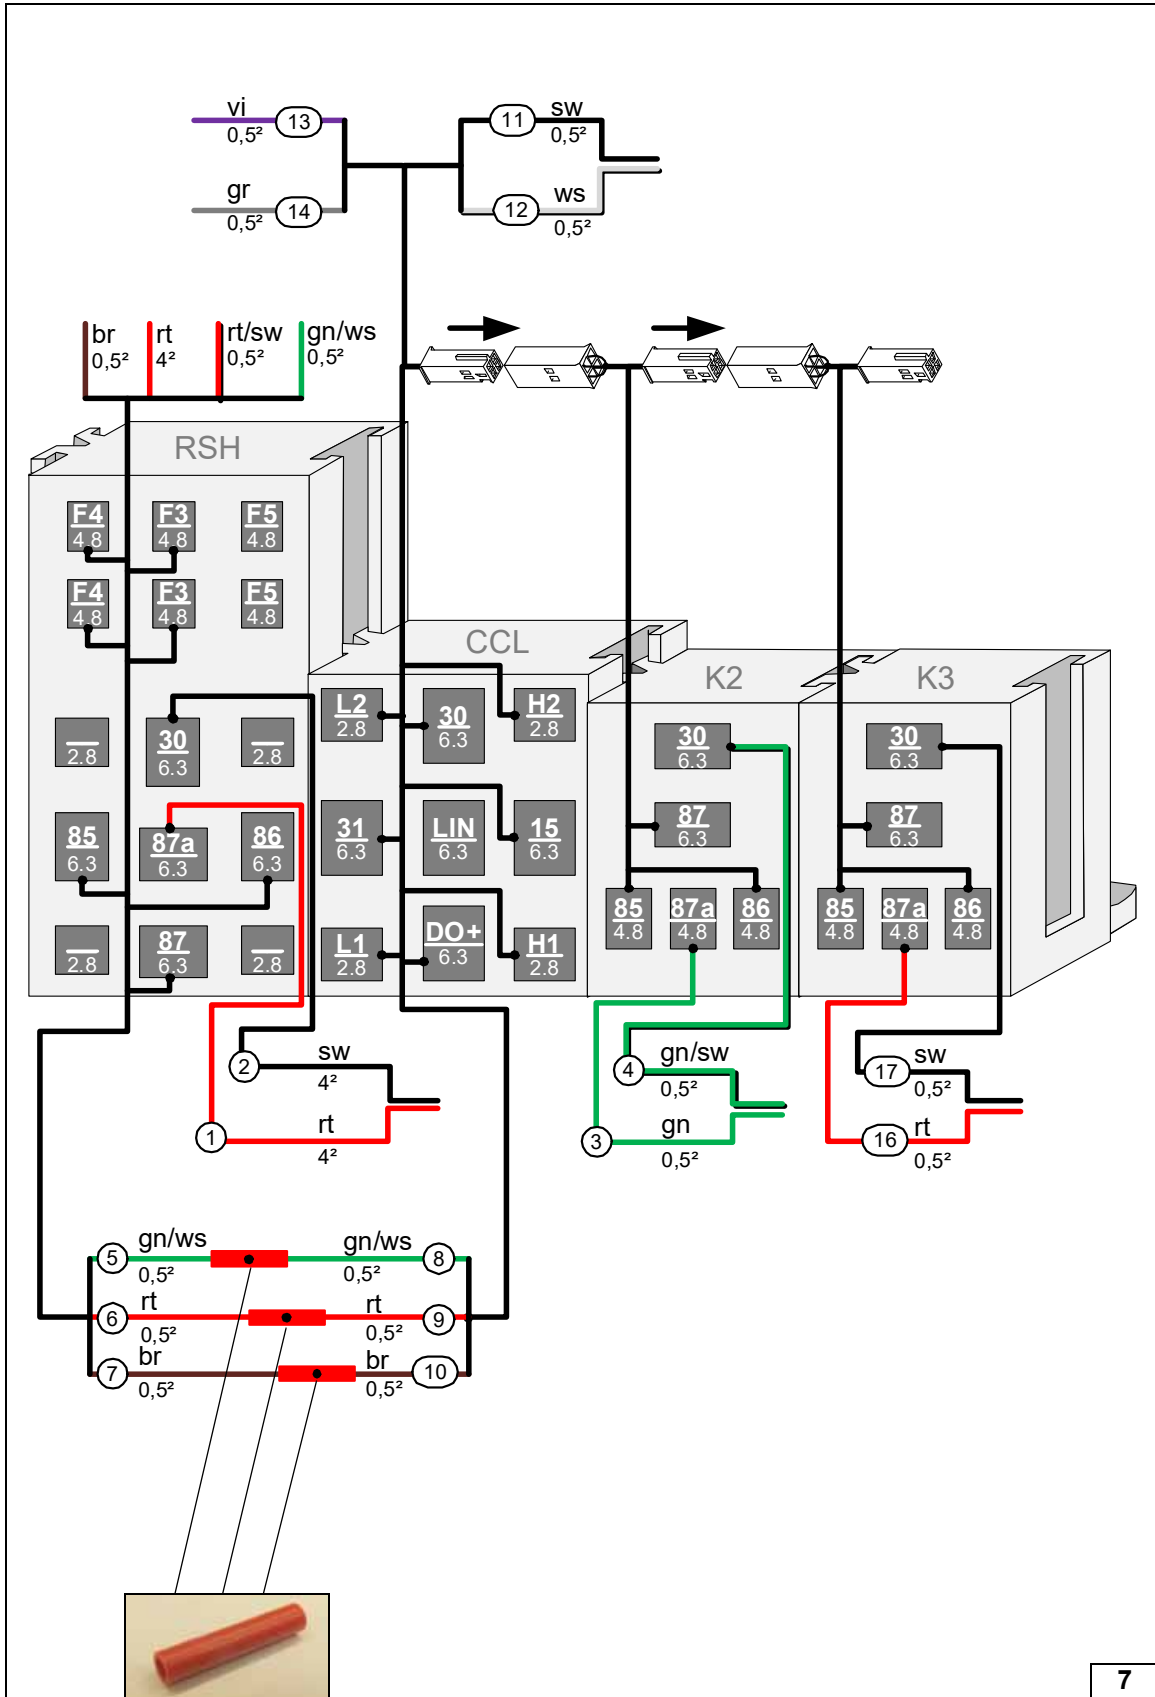 vi
0,5²
13
11
sw
0,5²
gr
0,5²
14
12
ws
0,5²
br
0,5²
rt
4²
rt/sw
0,5²
gn/ws
0,5²
RSH
F4
4.8
F3
4.8
F5
4.8
F4
4.8
F3
4.8
F5
4.8
2.8
30
6.3
2.8
85
6.3
87a
6.3
86
6.3
2.8
87
6.3
2.8
CCL
L2
2.8
30
6.3
H2
2.8
31
6.3
LIN
6.3
15
6.3
L1
2.8
DO+
6.3
H1
2.8
K2
30
6.3
87
6.3
85
4.8
87a
4.8
86
4.8
K3
30
6.3
87
6.3
85
4.8
87a
4.8
86
4.8
2
sw
4²
1
rt
4²
4
gn/sw
0,5²
3
gn
0,5²
17
sw
0,5²
16
rt
0,5²
5
gn/ws
0,5²
gn/ws
0,5²
8
6
rt
0,5²
rt
0,5²
9
7
br
0,5²
br
0,5²
10
7